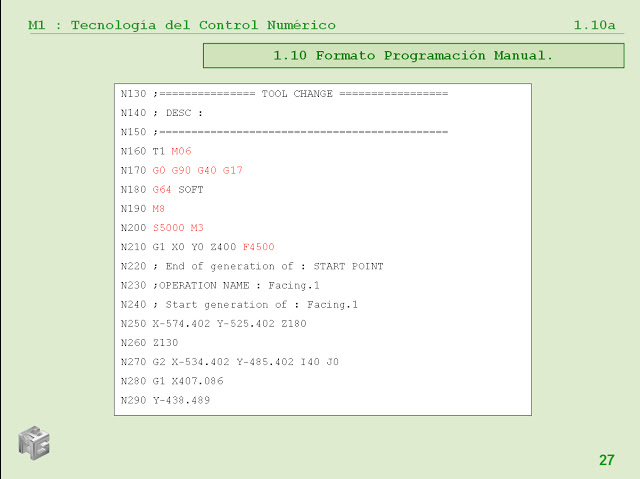 M1 : Tecnología del Control Numérico 1.10a
1.10 Formato Programación Manual.
N130 ;=============== TOOL CHANGE =================
N140 ; DESC :
N150 ;=============================================
N160 T1 M06
N170 G0 G90 G40 G17
N180 G64 SOFT
N190 M8
N200 S5000 M3
N210 G1 X0 Y0 Z400 F4500
N220 ; End of generation of : START POINT
N230 ;OPERATION NAME : Facing.1
N240 ; Start generation of : Facing.1
N250 X-574.402 Y-525.402 Z180
N260 Z130
N270 G2 X-534.402 Y-485.402 I40 J0
N280 G1 X407.086
N290 Y-438.489
27